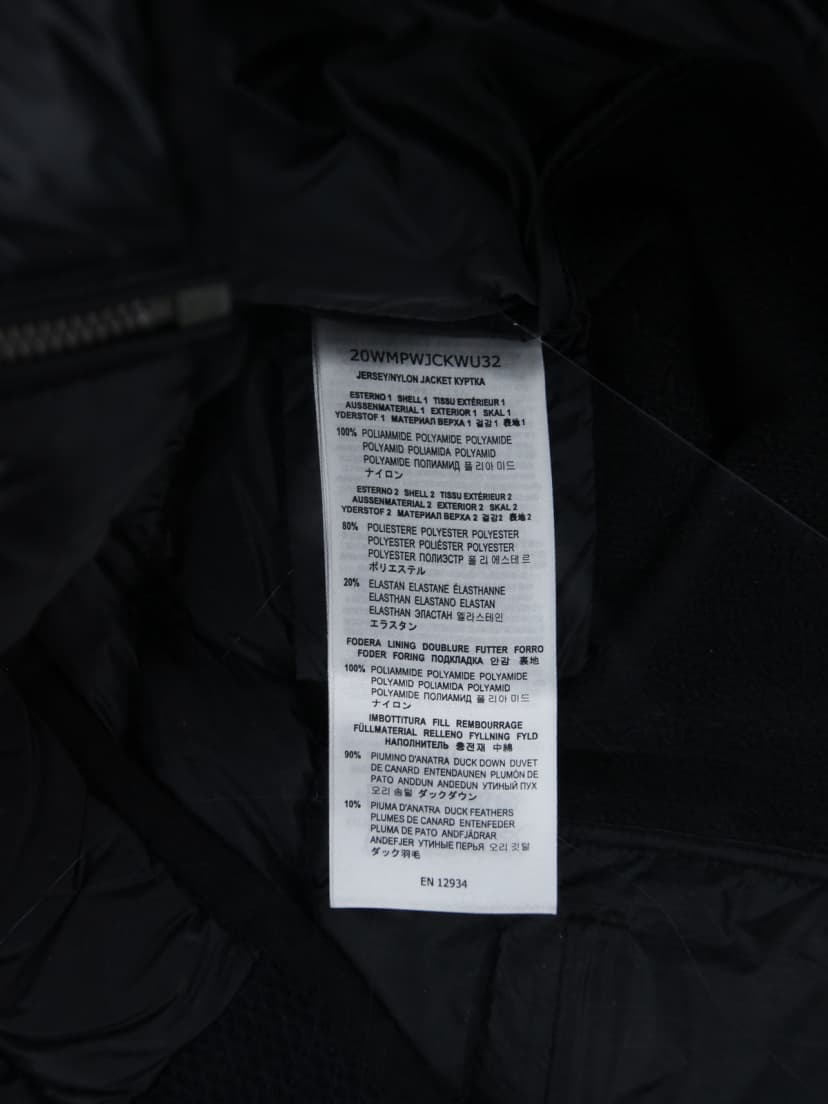 20WMPWJCKWU32
JERSEY/NYLON JACKET КУРТКА
ESTERNO 1 SHELL 1 TISSU EXTÉRIEUR 1
AUSSENMATERIAL 1 EXTERIOR 1 SKAL 1
YDERSTOF 1 МАТЕРИАЛ ВЕРХА 1 겉감 1 表地 1
100% POLIAMMIDE POLYAMIDE POLYAMIDE
POLYAMID POLIAMIDA POLYAMID
POLYAMIDE ПОЛИАМИД 폴리아미드
ナイロン
ESTERNO 2 SHELL 2 TISSU EXTÉRIEUR 2
AUSSENMATERIAL 2 EXTERIOR 2 SKAL 2
YDERSTOF 2 МАТЕРИАЛ ВЕРХА 2 겉감2 表地 2
80% POLIESTERE POLYESTER POLYESTER
POLYESTER POLIÉSTER POLYESTER
POLYESTER ПОЛИЭСТР 폴리에스테르
ポリエステル
20% ELASTAN ELASTANE ÉLASTHANNE
ELASTHAN ELASTANO ELASTAN
ELASTHAN ЭЛАСТАН 엘라스테인
エラスタン
FODERA LINING DOUBLURE FUTTER FORRO
FODER FORING ПОДКЛАДКА 안감 裏地
100% POLIAMMIDE POLYAMIDE POLYAMIDE
POLYAMID POLIAMIDA POLYAMID
POLYAMIDE ПОЛИАМИД 폴리아미드
ナイロン
IMBOTTITURA FILL REMBOURRAGE
FÜLLMATERIAL RELLENO FYLLNING FYLD
НАПОЛНИТЕЛЬ 충전재 中綿
90% PIUMINO D'ANATRA DUCK DOWN DUVET
DE CANARD ENTENDAUNEN PLUMÓN DE
PATO ANDDUN ANDEDUN УТИНЫЙ ПУХ
오리 솜털 ダックダウン
10% PIUMA D'ANATRA DUCK FEATHERS
PLUMES DE CANARD ENTENFEDER
PLUMA DE PATO ANDFJÄDRAR
ANDEFJER УТИНЫЕ ПЕРЬЯ 오리 깃털
ダック羽毛
EN 12934